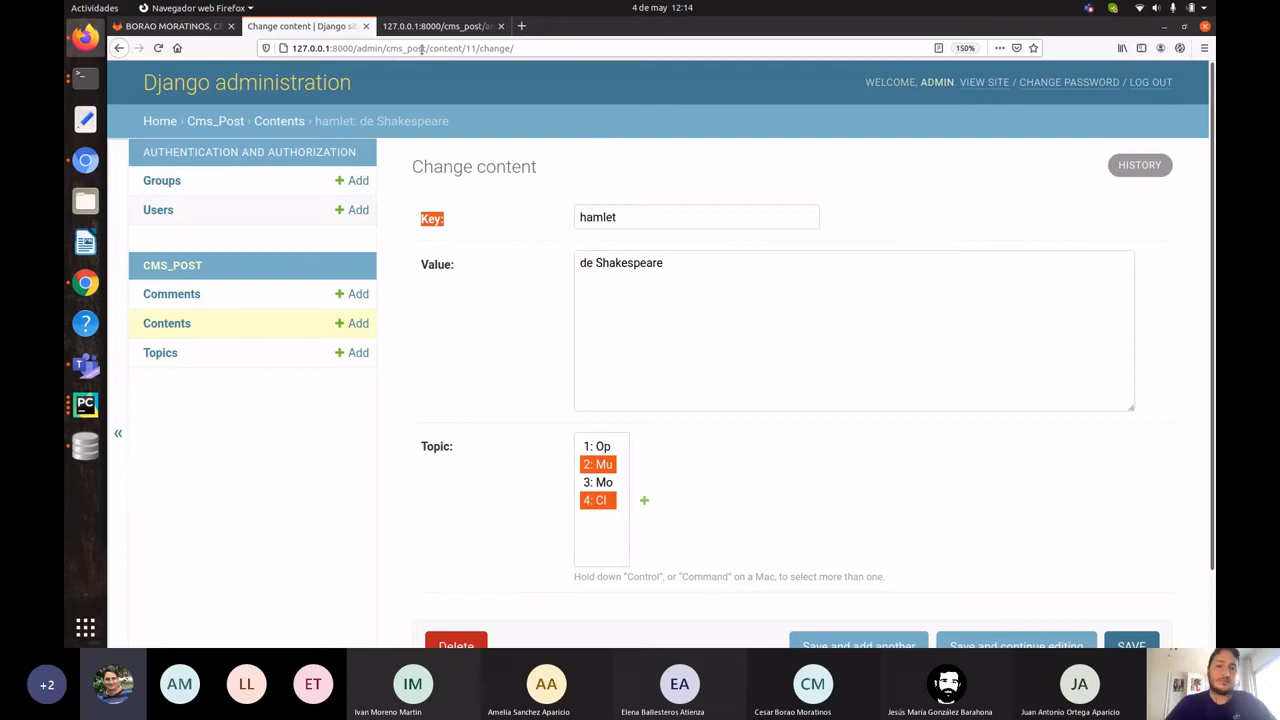 Actividades
Navegador web Firefox
4 de may 12:14
BORAO MORATINOS, CE
Change content | Django sit
127.0.0.1:8000/cms_post/a
127.0.0.1:8000/admin/cms_post/content/11/change/
150%
Django administration
WELCOME, ADMIN. VIEW SITE / CHANGE PASSWORD / LOG OUT
Home › Cms_Post › Contents › hamlet: de Shakespeare
AUTHENTICATION AND AUTHORIZATION
Groups
Add
Users
Add
CMS_POST
Comments
Add
Contents
Add
Topics
Add
«
Change content
HISTORY
Key:
hamlet
Value:
de Shakespeare
Topic:
1: Op
2: Mu
3: Mo
4: Cl
Hold down “Control”, or “Command” on a Mac, to select more than one.
Delete
Save and add another
Save and continue editing
SAVE
PC
+2
AM
LL
ET
IM
AA
EA
CM
JA
Ivan Moreno Martin
Amelia Sanchez Aparicio
Elena Ballesteros Atienza
Cesar Borao Moratinos
Jesús María González Barahona
Juan Antonio Ortega Aparicio